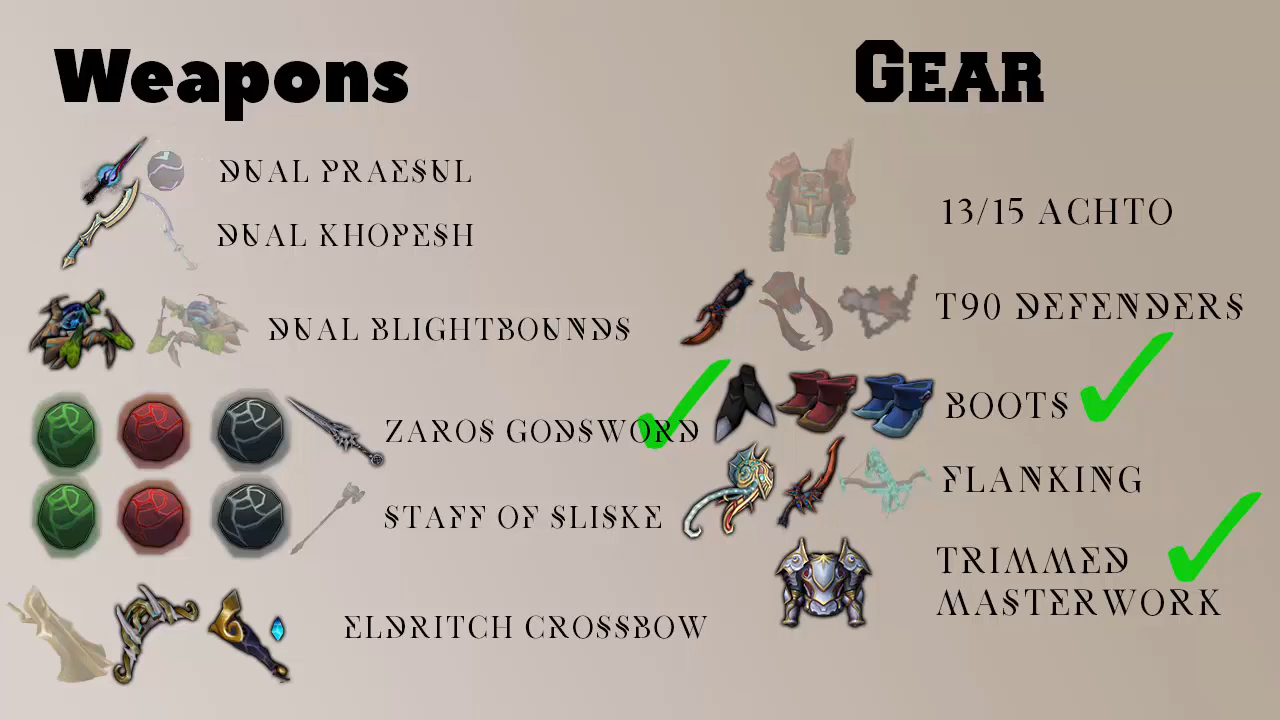 Weapons
DUAL PRAESUL
DUAL KHOPESH
DUAL BLIGHTBOUNDS
ZAROS GODSWORD
STAFF OF SLISKE
ELDRITCH CROSSBOW
GEAR
13/15 ACHTO
T90 DEFENDERS
BOOTS
FLANKING
TRIMMED
MASTERWORK